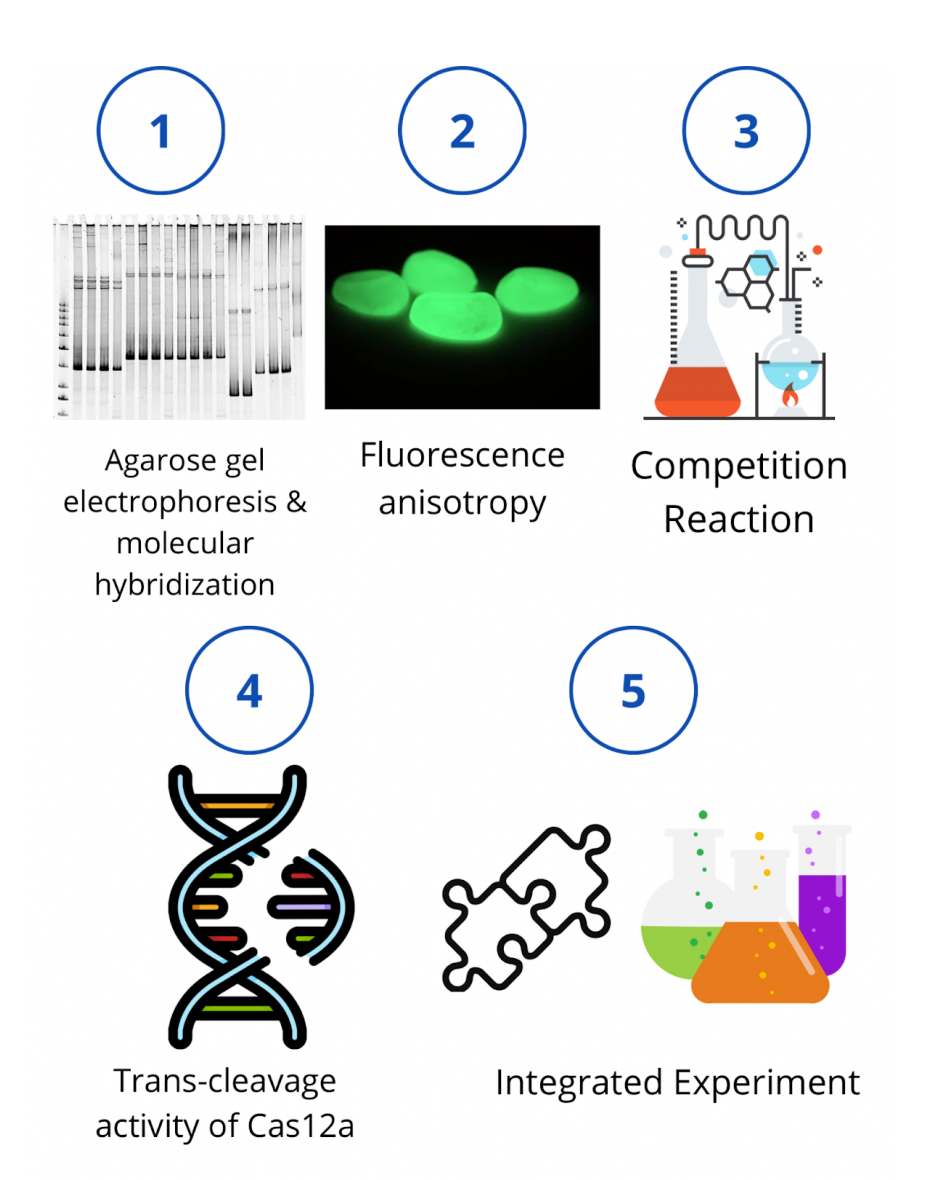 1
2
3
Agarose gel
electrophoresis &
molecular
hybridization
Fluorescence
anisotropy
Competition
Reaction
4
5
Trans-cleavage
activity of Cas12a
Integrated Experiment